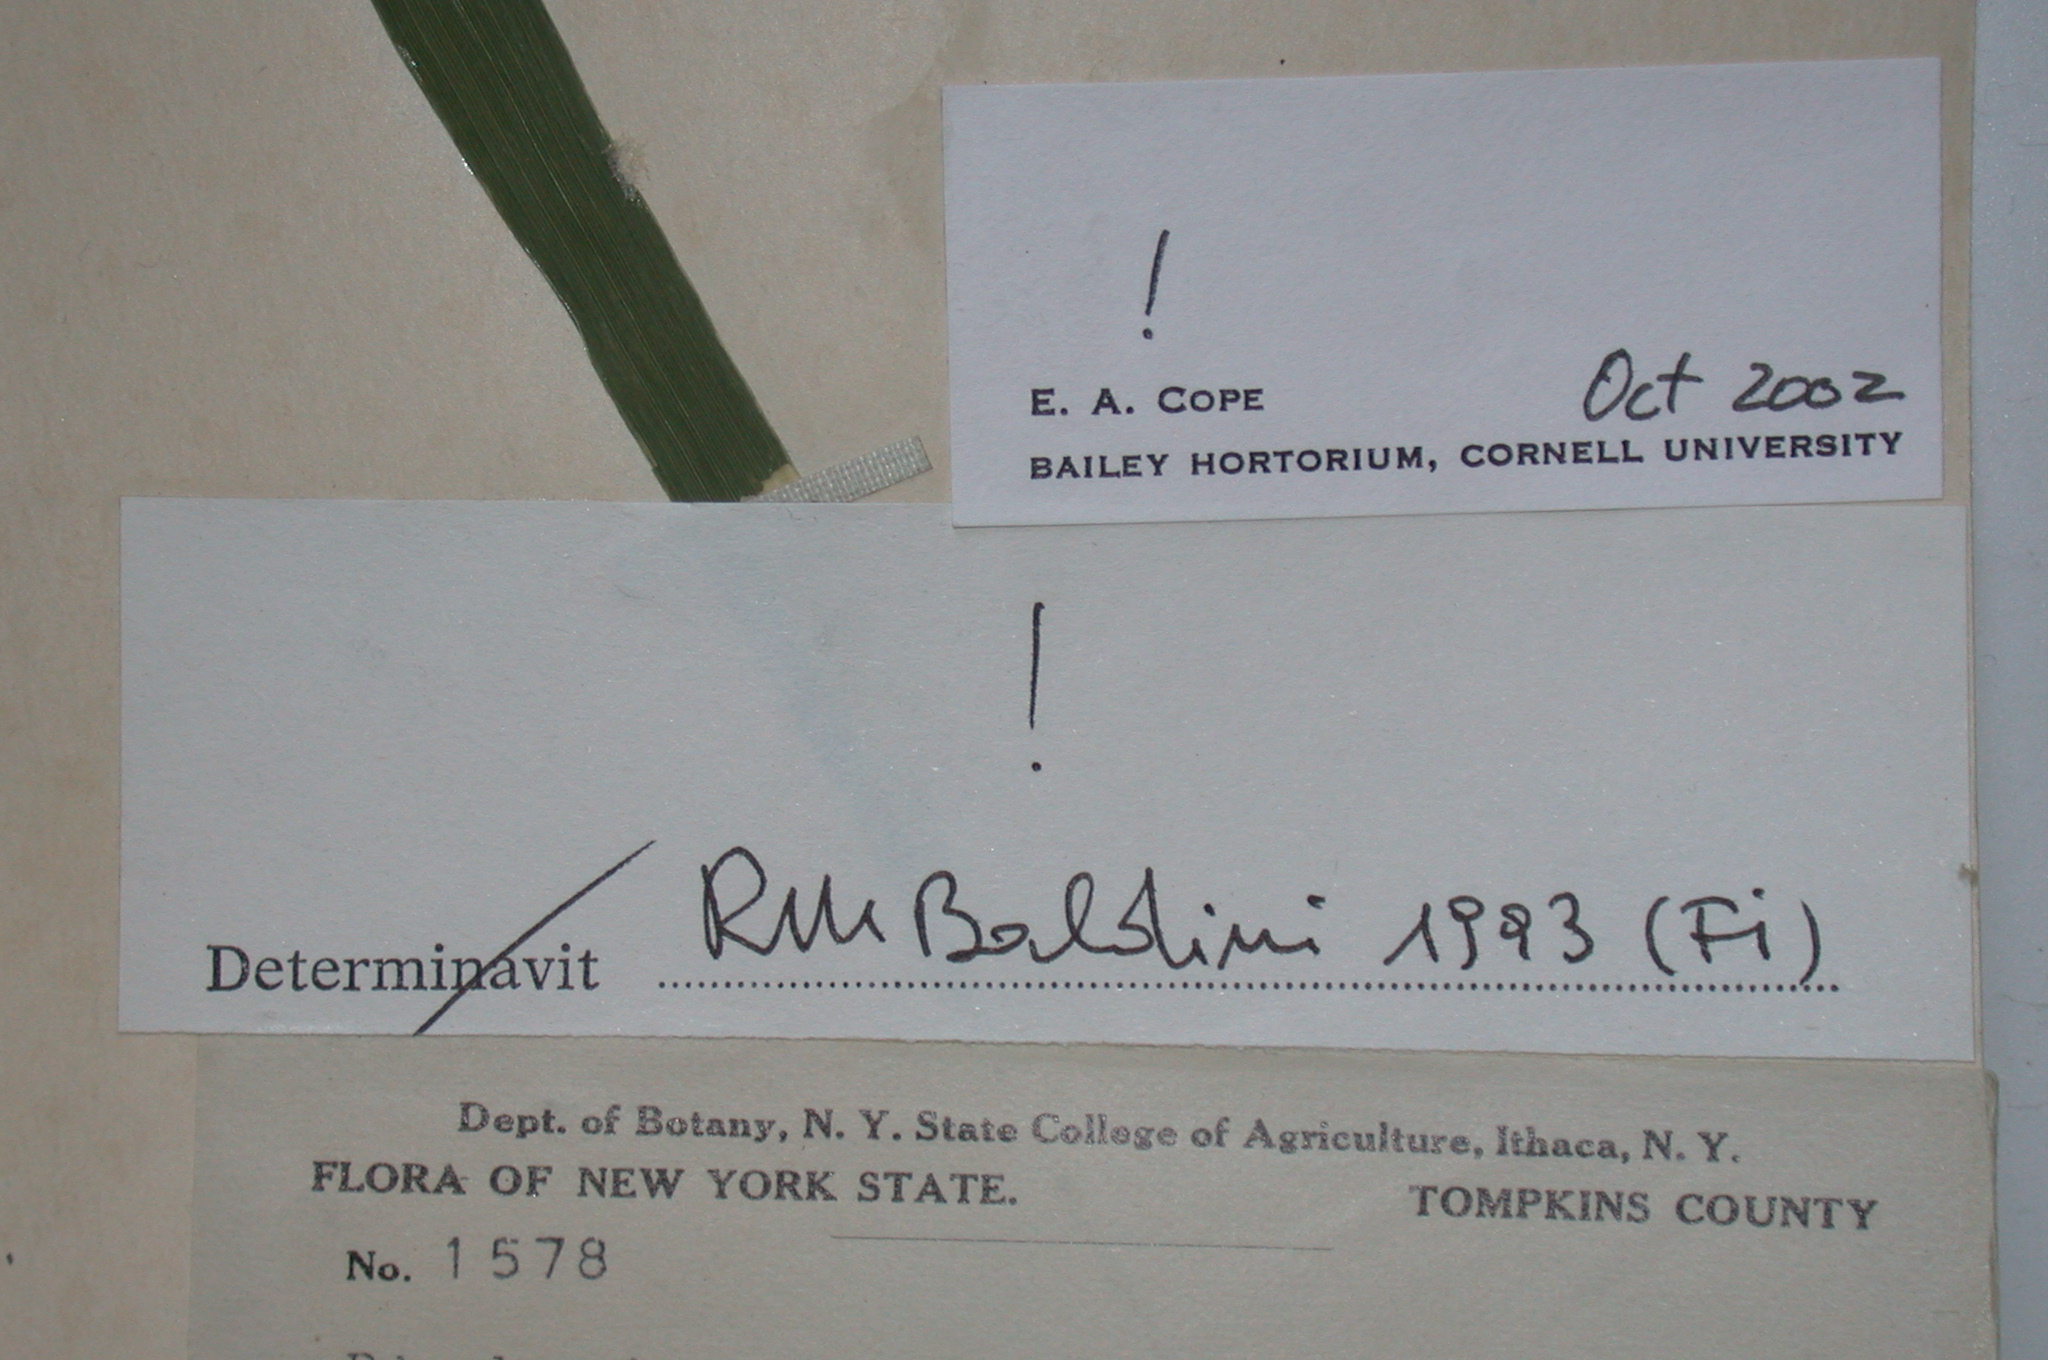 !
E. A. COPE Oct 2002
BAILEY HORTORIUM, CORNELL UNIVERSITY
!
Determinavit RM Baldini 1993 (Fi)
Dept. of Botany, N. Y. State College of Agriculture, Ithaca, N. Y.
FLORA OF NEW YORK STATE. TOMPKINS COUNTY
No. 1578